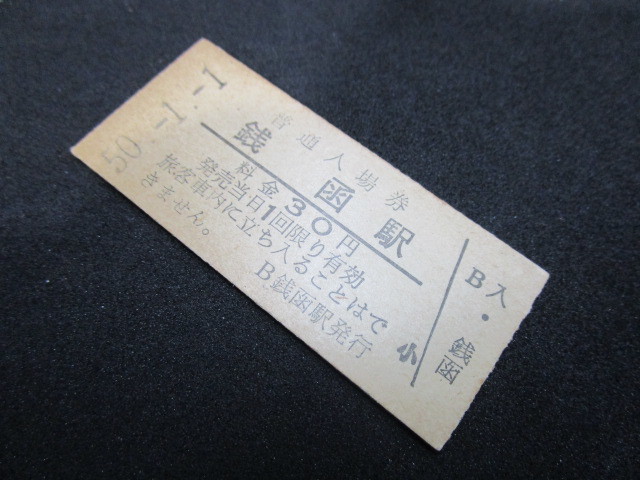 50.-1.-1
普通入場券
銭函駅
料金30円
発売当日1回限り有効
旅客車内に立ち入ることはで
きません。
B銭函駅発行
小
入・銭函
B